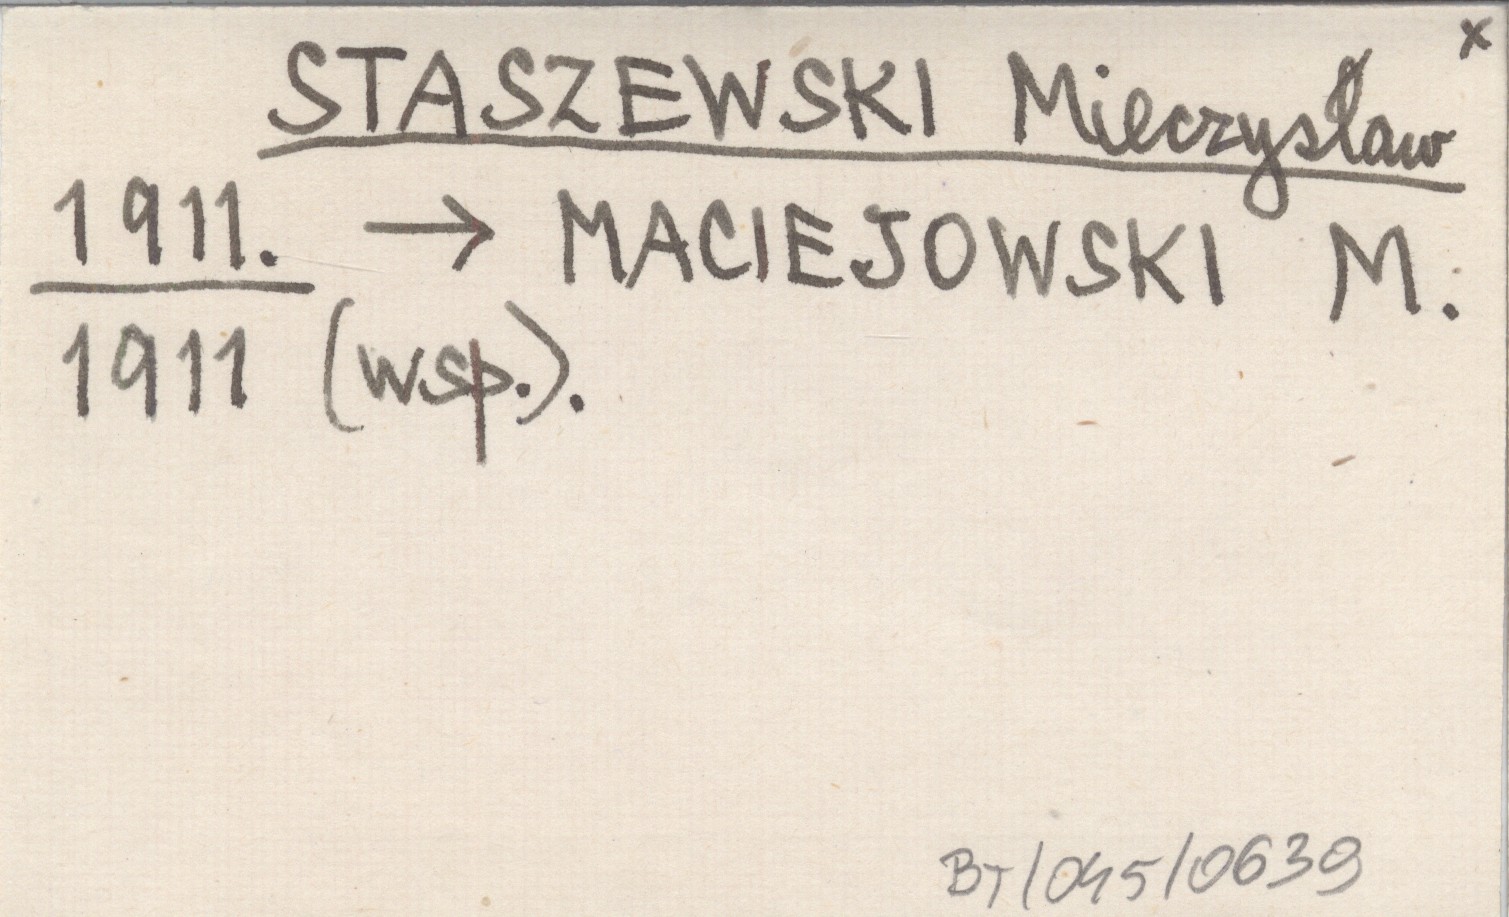 x
STASZEWSKI Mieczysław
1911. → MACIEJOWSKI M.
1911 (wsp.).
BT/045/0639